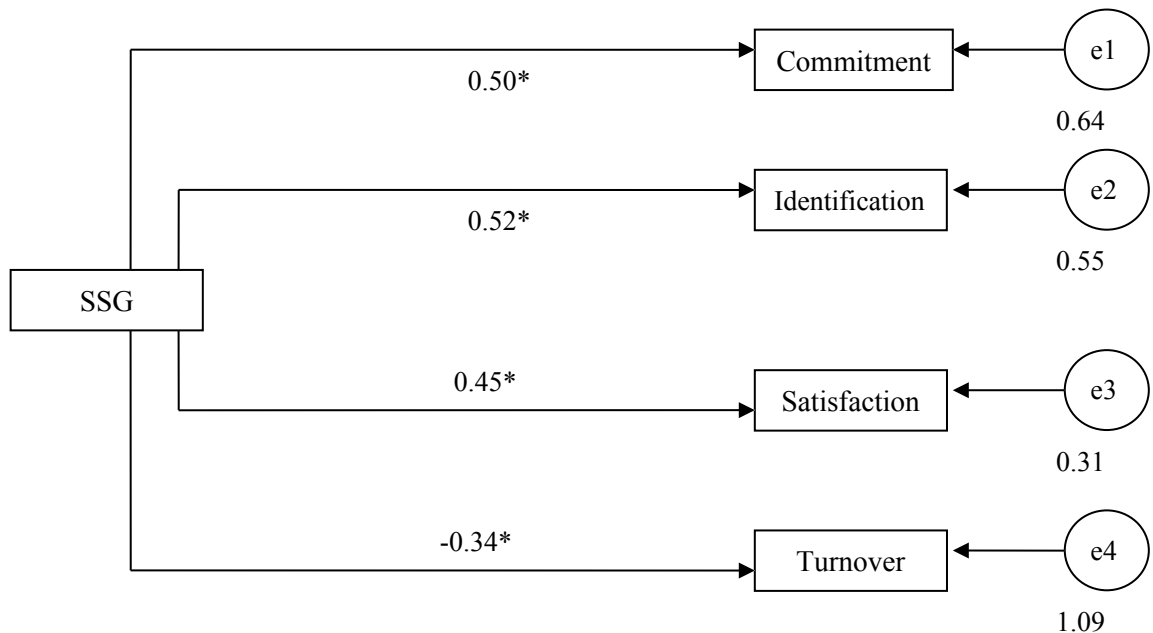 e1
Commitment
0.50*
0.64
e2
Identification
0.52*
0.55
SSG
0.45*
Satisfaction
e3
0.31
-0.34*
Turnover
e4
1.09